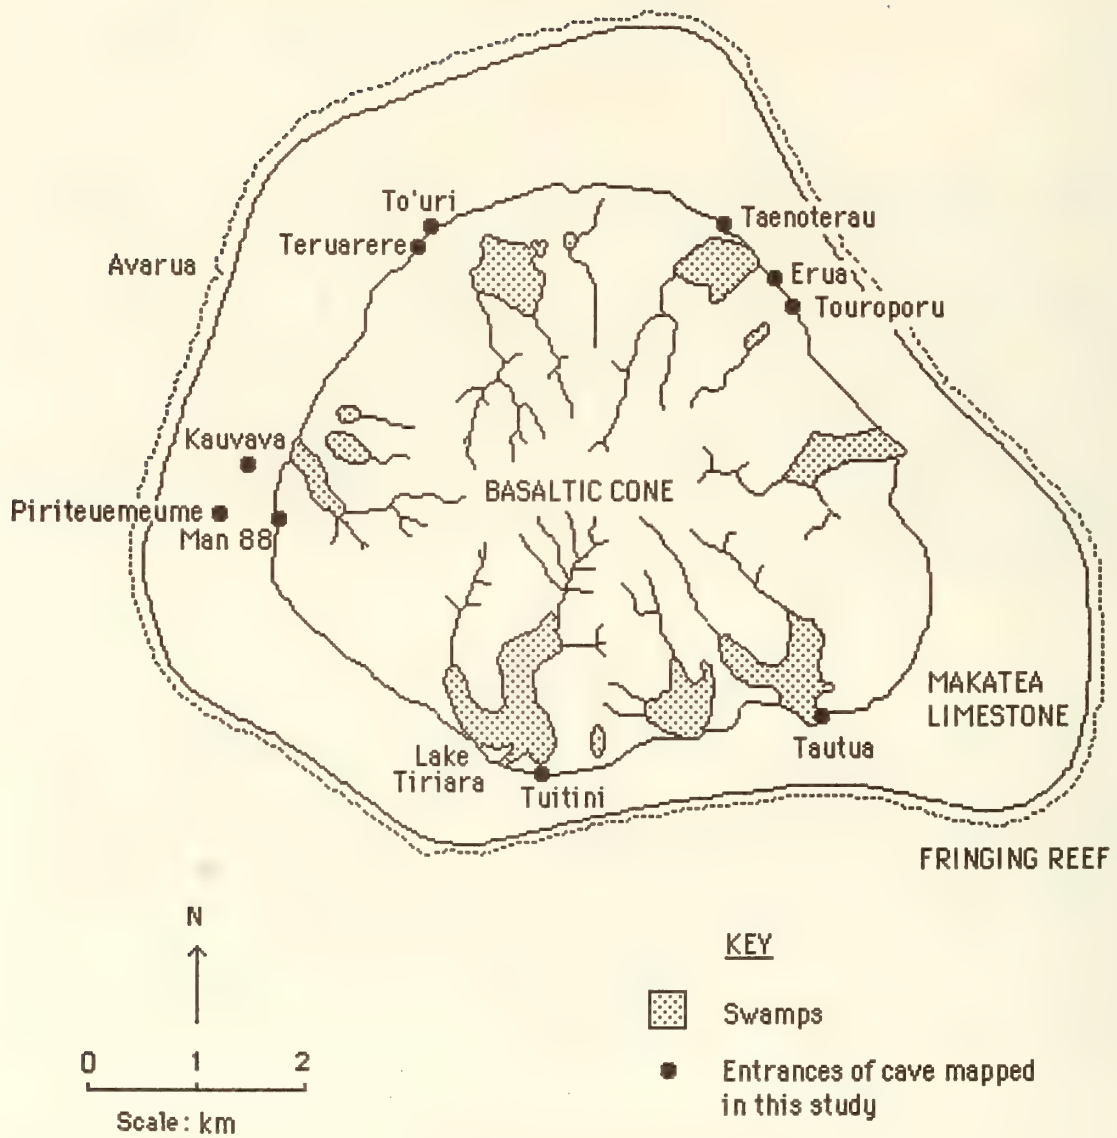 To'uri
Taenoterau
Teruarere
Avarua
Erua
Touroporu
Kauvava
BASALTIC CONE
Piriteuemeume
Man 88
MAKATEA
LIMESTONE
Lake
Tiriara
Tautua
Tuitini
FRINGING REEF
N
KEY
Swamps
0 1 2
Entrances of cave mapped
in this study
Scale: km